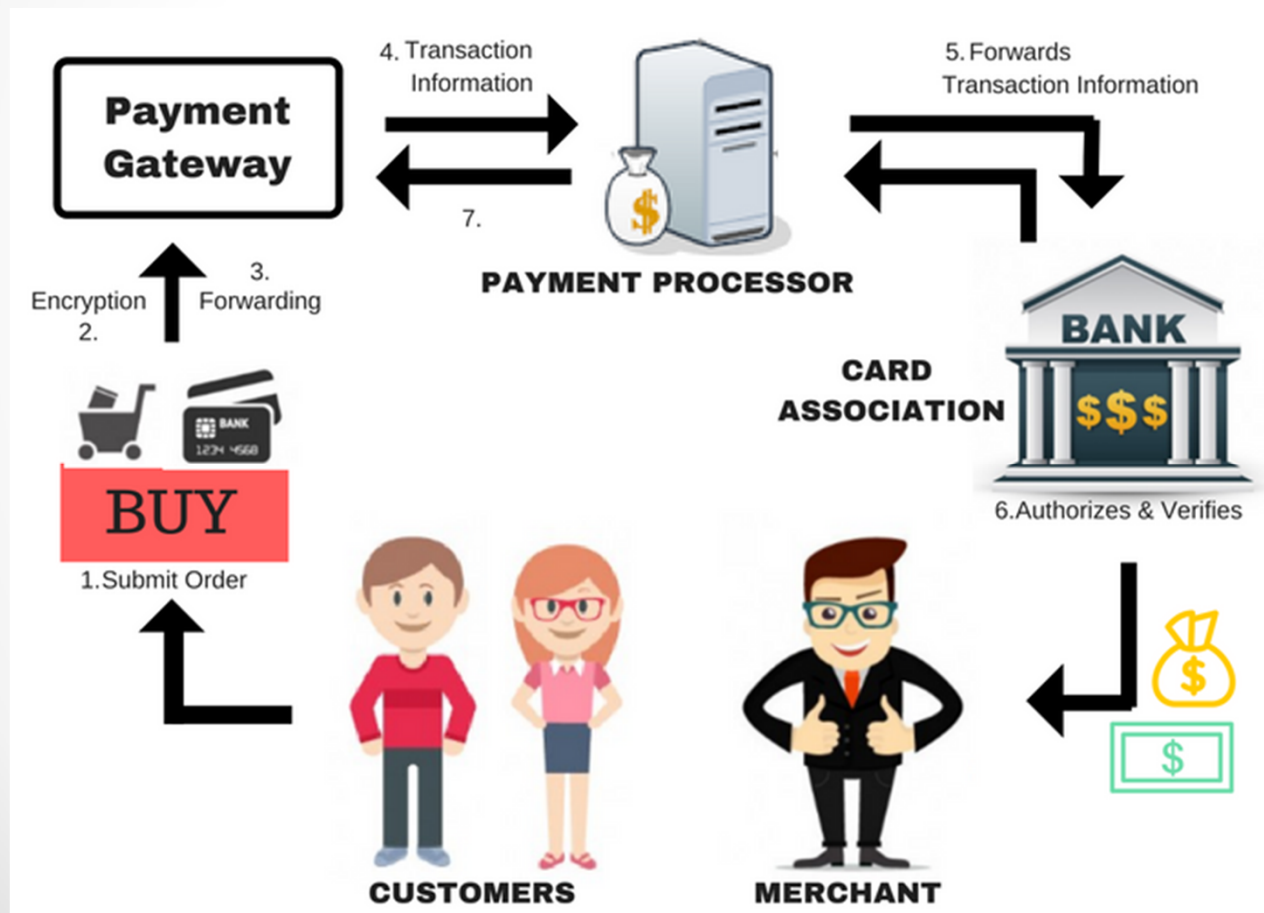 Payment
Gateway
4. Transaction
Information
5. Forwards
Transaction Information
7.
PAYMENT PROCESSOR
3.
Encryption
Forwarding
2.
BANK
$$$
$
CARD
ASSOCIATION
6.Authorizes & Verifies
BANK
1234 4568
BUY
1.Submit Order
$
$
CUSTOMERS
MERCHANT